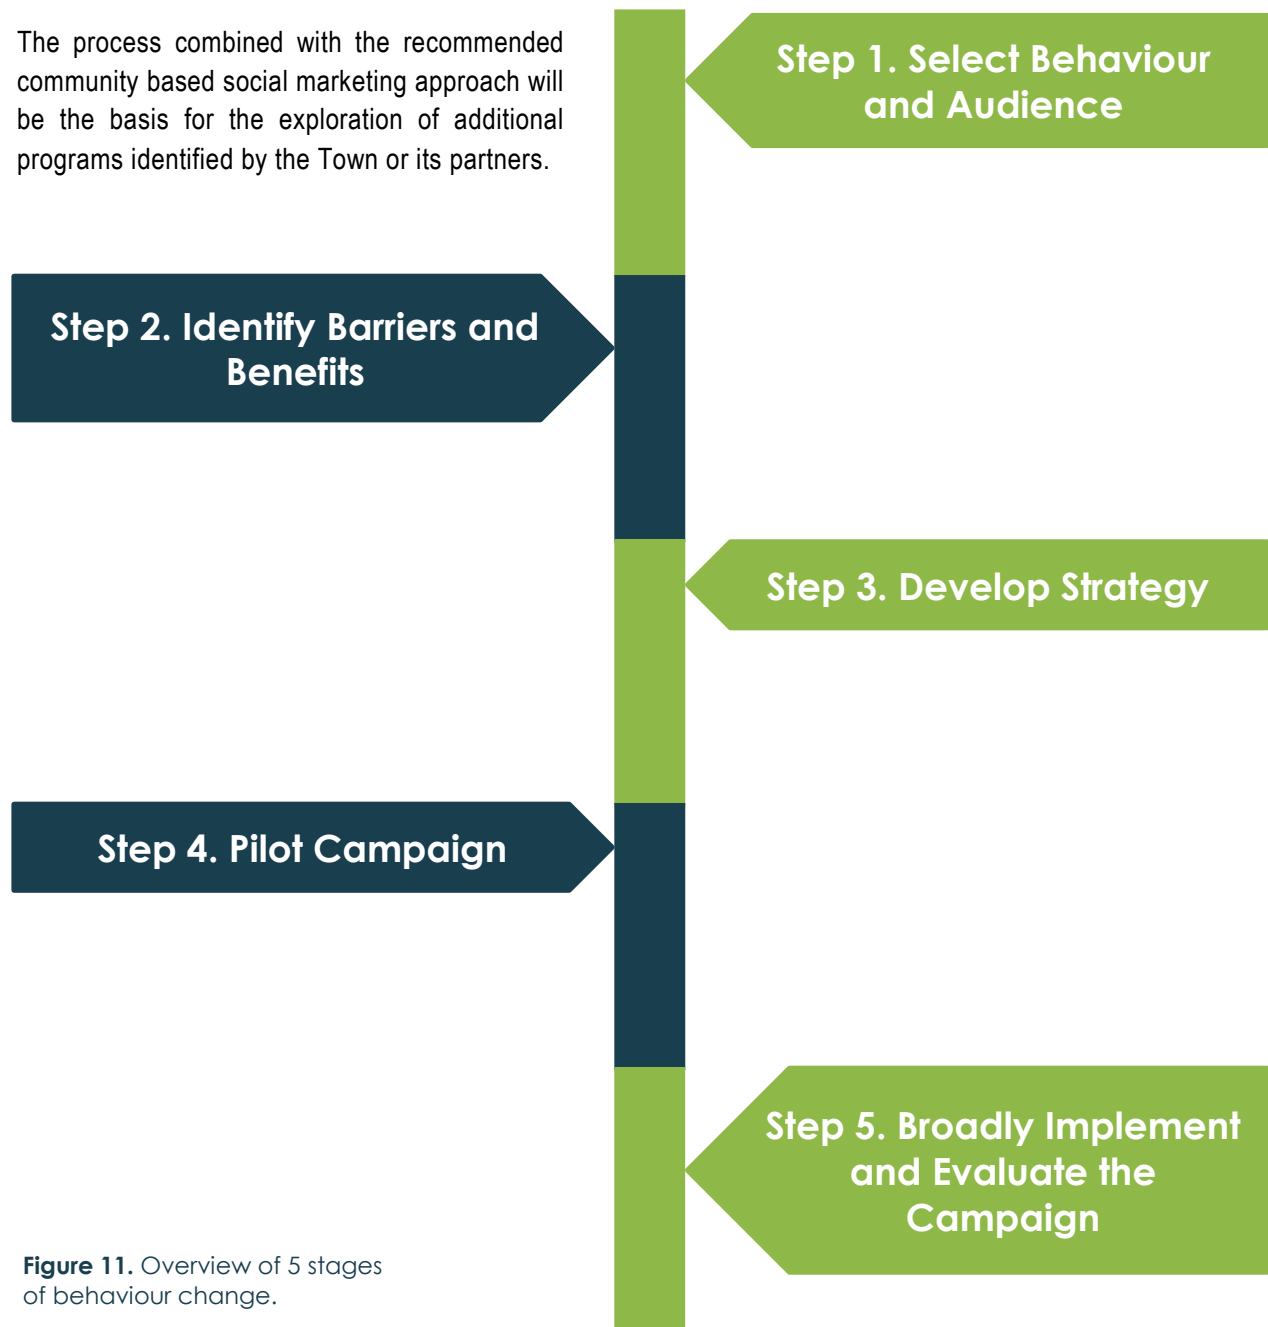 The process combined with the recommended
community based social marketing approach will
be the basis for the exploration of additional
programs identified by the Town or its partners.
Step 1. Select Behaviour
and Audience
Step 2. Identify Barriers and
Benefits
Step 3. Develop Strategy
Step 4. Pilot Campaign
Step 5. Broadly Implement
and Evaluate the
Campaign
Figure 11. Overview of 5 stages
of behaviour change.